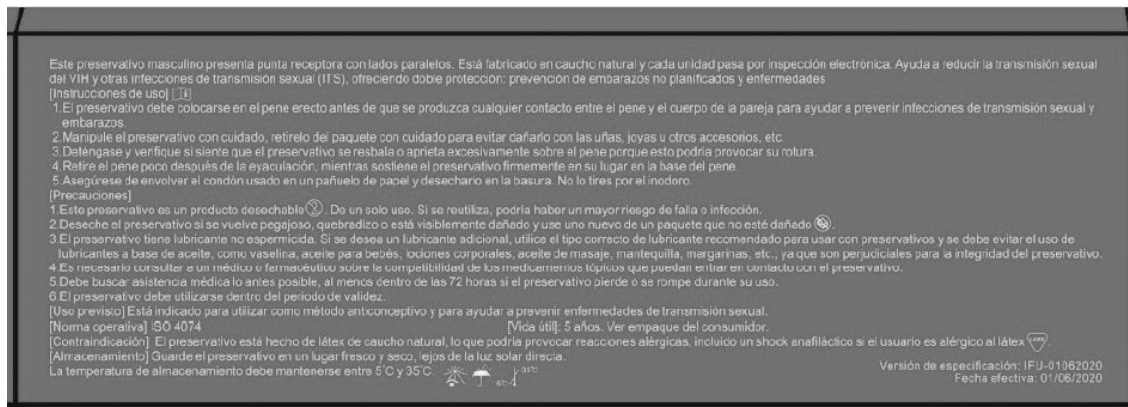 Este preservativo masculino presenta punta receptora con lados paralelos. Está fabricado en caucho natural y cada unidad pasa por inspección electrónica. Ayuda a reducir la transmisión sexual
del VIH y otras infecciones de transmisión sexual (ITS), ofreciendo doble protección: prevención de embarazos no planificados y enfermedades
[Instrucciones de uso]
1.El preservativo debe colocarse en el pene erecto antes de que se produzca cualquier contacto entre el pene y el cuerpo de la pareja para ayudar a prevenir infecciones de transmisión sexual y
embarazos.
2.Manipule el preservativo con cuidado, retirelo del paquete con cuidado para evitar dañarlo con las uñas, joyas u otros accesorios, etc.
3.Deténgase y verifique si siente que el preservativo se resbala o aprieta excesivamente sobre el pene porque esto podria provocar su rotura.
4.Retire el pene poco después de la eyaculación, mientras sostiene el preservativo firmemente en su lugar en la base del pene.
5.Asegúrese de envolver el condón usado en un pañuelo de papel y desecharlo en la basura. No lo tires por el inodoro.
[Precauciones]
1.Este preservativo es un producto desechable. De un solo uso. Si se reutiliza, podria haber un mayor riesgo de falla o infección.
2.Deseche el preservativo si se vuelve pegajoso, quebradizo o está visiblemente dañado y use uno nuevo de un paquete que no esté dañado.
3.El preservativo tiene lubricante no espermicida. Si se desea un lubricante adicional, utilice el tipo correcto de lubricante recomendado para usar con preservativos y se debe evitar el uso de
lubricantes a base de aceite, como vaselina, aceite para bebés, lociones corporales, aceite de masaje, mantequilla, margarinas, etc., ya que son perjudiciales para la integridad del preservativo.
4.Es necesario consultar a un médico o farmacéutico sobre la compatibilidad de los medicamentos tópicos que puedan entrar en contacto con el preservativo.
5.Debe buscar asistencia médica lo antes posible, al menos dentro de las 72 horas si el preservativo pierde o se rompe durante su uso.
6.El preservativo debe utilizarse dentro del periodo de validez.
[Uso previsto] Está indicado para utilizar como método anticonceptivo y para ayudar a prevenir enfermedades de transmisión sexual.
[Norma operativa] ISO 4074 [Vida útil]: 5 años. Ver empaque del consumidor.
[Contraindicación] El preservativo está hecho de látex de caucho natural, lo que podría provocar reacciones alérgicas, incluido un shock anafiláctico si el usuario es alérgico al látex LATEX.
[Almacenamiento] Guarde el preservativo en un lugar fresco y seco, lejos de la luz solar directa.
La temperatura de almacenamiento debe mantenerse entre 5°C y 35°C. 5°C 35°C
Versión de especificación: IFU-01062020
Fecha efectiva: 01/06/2020